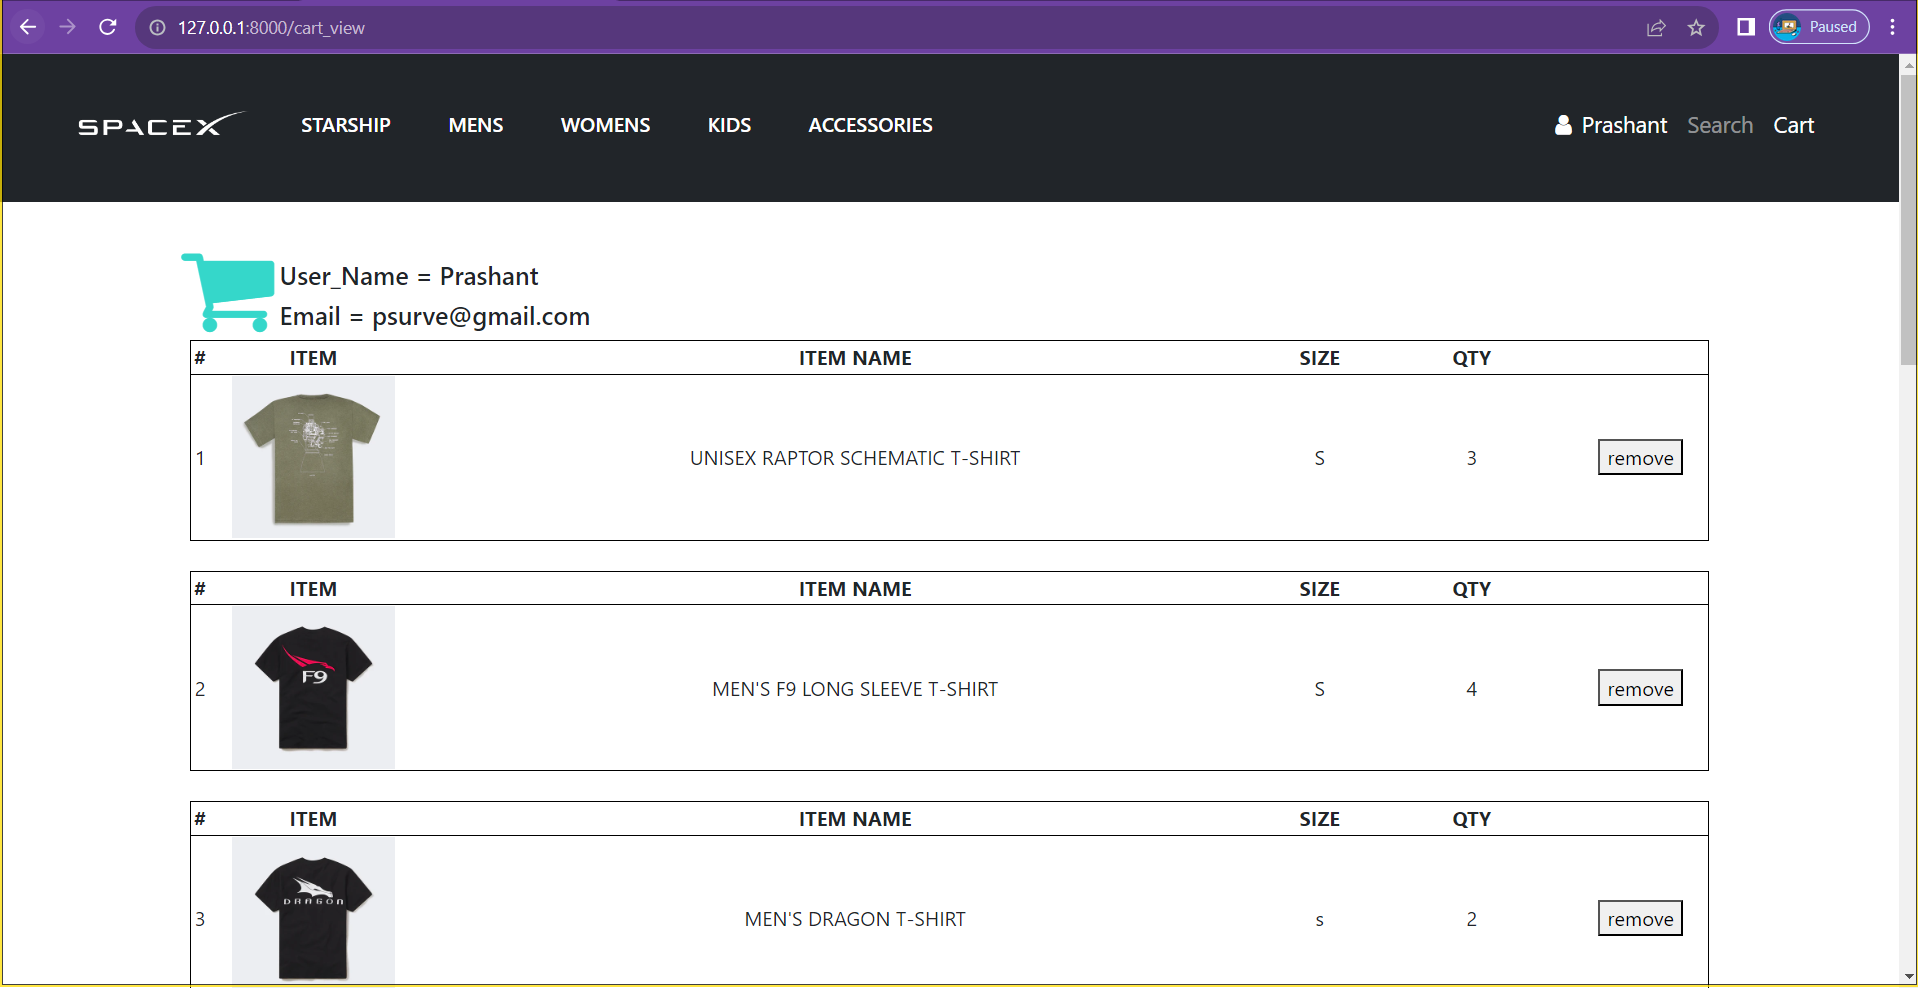 127.0.0.1:8000/cart_view
Paused
SPACEX STARSHIP MENS WOMENS KIDS ACCESSORIES Prashant Search Cart
User_Name = Prashant
Email = psurve@gmail.com
# ITEM ITEM NAME SIZE QTY
1 UNISEX RAPTOR SCHEMATIC T-SHIRT S 3 remove
# ITEM ITEM NAME SIZE QTY
F9
2 MEN'S F9 LONG SLEEVE T-SHIRT S 4 remove
# ITEM ITEM NAME SIZE QTY
DRAGON
3 MEN'S DRAGON T-SHIRT s 2 remove